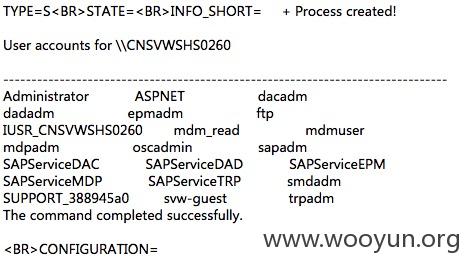 TYPE=S<BR>STATE=<BR>INFO_SHORT=     + Process created!
User accounts for \\CNSVWSHS0260
-------------------------------------------------------------------------------
Administrator            ASPNET                   dacadm
dadadm                   epmadm                   ftp
IUSR_CNSVWSHS0260        mdm_read                 mdmuser
mdpadm                   oscadmin                 sapadm
SAPServiceDAC            SAPServiceDAD            SAPServiceEPM
SAPServiceMDP            SAPServiceTRP            smdadm
SUPPORT_388945a0         svw-guest                trpadm
The command completed successfully.
<BR>CONFIGURATION=
www.wooyun.org